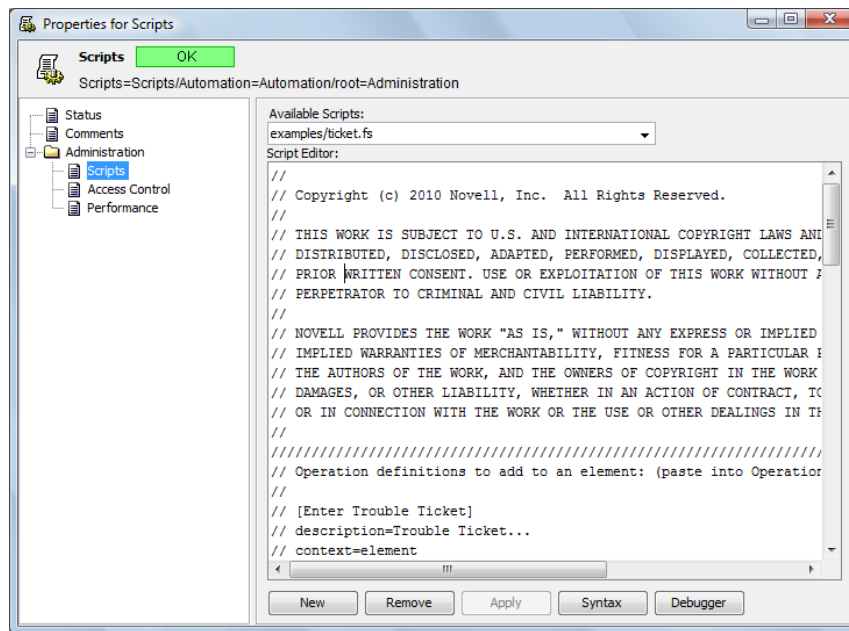 Properties for Scripts
Scripts OK
Scripts=Scripts/Automation=Automation/root=Administration
Status
Comments
Administration
Scripts
Access Control
Performance
Available Scripts:
examples/ticket.fs
Script Editor:
//
// Copyright (c) 2010 Novell, Inc.  All Rights Reserved.
//
// THIS WORK IS SUBJECT TO U.S. AND INTERNATIONAL COPYRIGHT LAWS AND
// DISTRIBUTED, DISCLOSED, ADAPTED, PERFORMED, DISPLAYED, COLLECTED,
// PRIOR WRITTEN CONSENT. USE OR EXPLOITATION OF THIS WORK WITHOUT A
// PERPETRATOR TO CRIMINAL AND CIVIL LIABILITY.
//
// NOVELL PROVIDES THE WORK "AS IS," WITHOUT ANY EXPRESS OR IMPLIED
// IMPLIED WARRANTIES OF MERCHANTABILITY, FITNESS FOR A PARTICULAR P
// THE AUTHORS OF THE WORK, AND THE OWNERS OF COPYRIGHT IN THE WORK
// DAMAGES, OR OTHER LIABILITY, WHETHER IN AN ACTION OF CONTRACT, TO
// OR IN CONNECTION WITH THE WORK OR THE USE OR OTHER DEALINGS IN TH
//
///////////////////////////////////////////////////////////////////
// Operation definitions to add to an element: (paste into Operation
//
// [Enter Trouble Ticket]
// description=Trouble Ticket...
// context=element
New Remove Apply Syntax Debugger